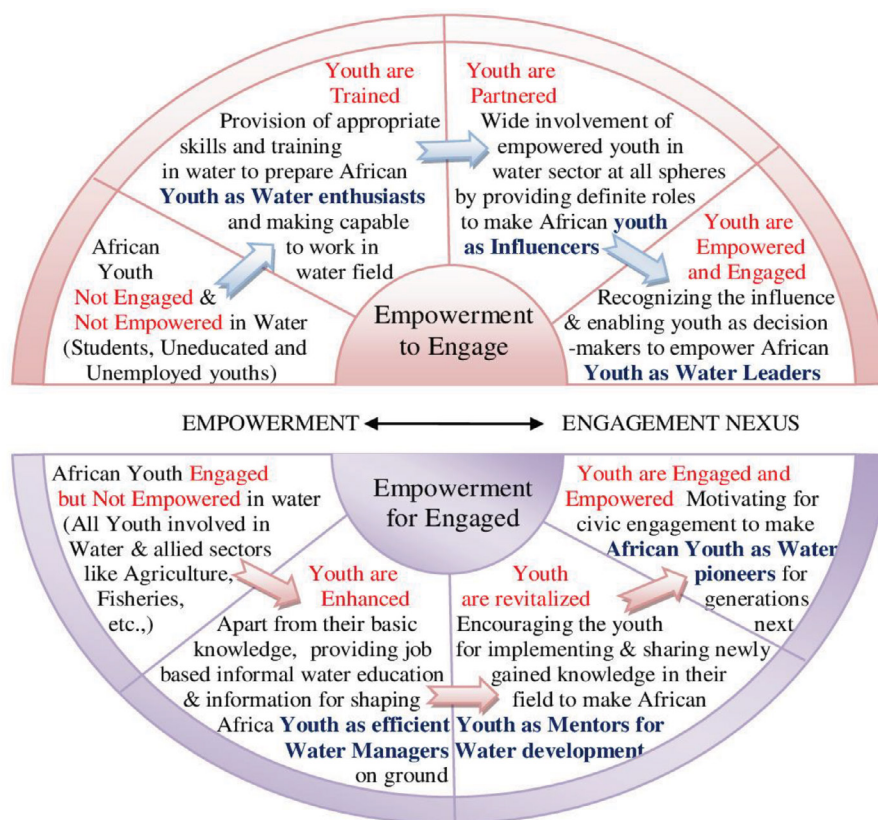 African
Youth
Not Engaged &
Not Empowered in Water
(Students, Uneducated and
Unemployed youths)
Youth are
Trained
Provision of appropriate
skills and training
in water to prepare African
Youth as Water enthusiasts
and making capable
to work in
water field
Youth are
Partnered
Wide involvement of
empowered youth in
water sector at all spheres
by providing definite roles
to make African youth
as Influencers
Youth are
Empowered
and Engaged
Recognizing the influence
& enabling youth as decision
-makers to empower African
Youth as Water Leaders
Empowerment
to Engage
EMPOWERMENT
ENGAGEMENT NEXUS
Empowerment
for Engaged
African Youth Engaged
but Not Empowered in water
(All Youth involved in
Water & allied sectors
like Agriculture,
Fisheries,
etc.,)
Youth are
Enhanced
Apart from their basic
knowledge, providing job
based informal water education
& information for shaping
Africa Youth as efficient
Water Managers
on ground
Youth
are revitalized
Encouraging the youth
for implementing & sharing newly
gained knowledge in their
field to make African
Youth as Mentors for
Water development
Youth are Engaged and
Empowered Motivating for
civic engagement to make
African Youth as Water
pioneers for
generations
next